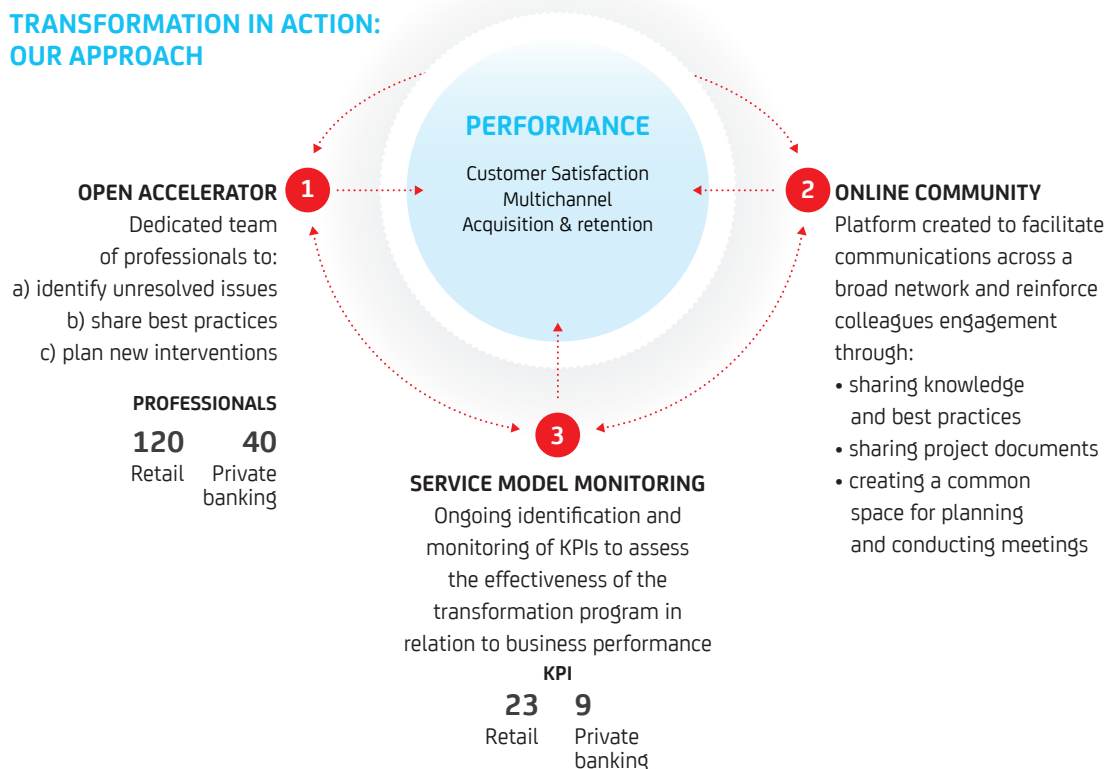 TRANSFORMATION IN ACTION:
OUR APPROACH
PERFORMANCE
Customer Satisfaction
Multichannel
Acquisition & retention
1
OPEN ACCELERATOR
Dedicated team
of professionals to:
a) identify unresolved issues
b) share best practices
c) plan new interventions
PROFESSIONALS
120 40
Retail Private
banking
2
ONLINE COMMUNITY
Platform created to facilitate
communications across a
broad network and reinforce
colleagues engagement
through:
• sharing knowledge
and best practices
• sharing project documents
• creating a common
space for planning
and conducting meetings
3
SERVICE MODEL MONITORING
Ongoing identification and
monitoring of KPIs to assess
the effectiveness of the
transformation program in
relation to business performance
KPI
23 9
Retail Private
banking